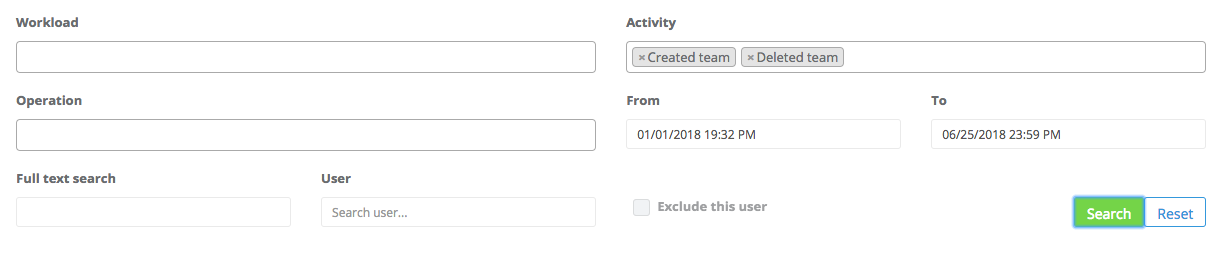 Workload
Activity
×Created team ×Deleted team
Operation
From
To
01/01/2018 19:32 PM
06/25/2018 23:59 PM
Full text search
User
Search user...
Exclude this user
Search
Reset